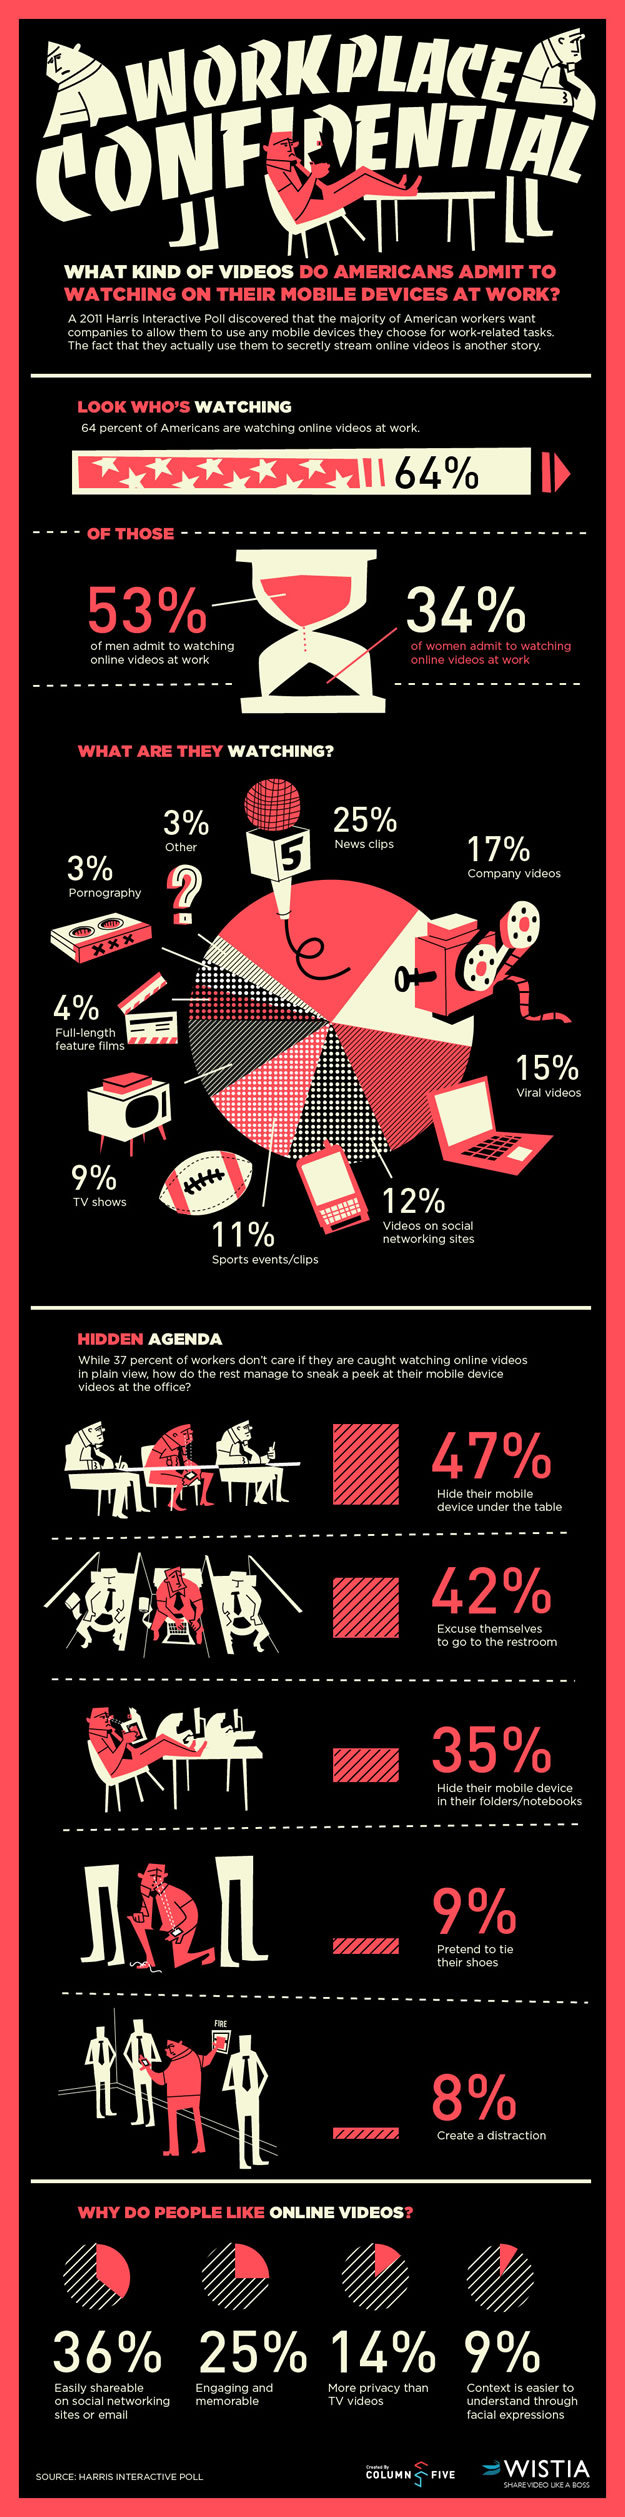 WORKPLACE
CONFIDENTIAL
WHAT KIND OF VIDEOS DO AMERICANS ADMIT TO
WATCHING ON THEIR MOBILE DEVICES AT WORK?
A 2011 Harris Interactive Poll discovered that the majority of American workers want
companies to allow them to use any mobile devices they choose for work-related tasks.
The fact that they actually use them to secretly stream online videos is another story.
LOOK WHO'S WATCHING
64 percent of Americans are watching online videos at work.
64%
OF THOSE
53%
of men admit to watching
online videos at work
34%
of women admit to watching
online videos at work
WHAT ARE THEY WATCHING?
5
25%
News clips
17%
Company videos
15%
Viral videos
12%
Videos on social
networking sites
11%
Sports events/clips
9%
TV shows
4%
Full-length
feature films
3%
Pornography
XXX
3%
Other
?
HIDDEN AGENDA
While 37 percent of workers don't care if they are caught watching online videos
in plain view, how do the rest manage to sneak a peek at their mobile device
videos at the office?
47%
Hide their mobile
device under the table
42%
Excuse themselves
to go to the restroom
35%
Hide their mobile device
in their folders/notebooks
9%
Pretend to tie
their shoes
FIRE
8%
Create a distraction
WHY DO PEOPLE LIKE ONLINE VIDEOS?
36%
Easily shareable
on social networking
sites or email
25%
Engaging and
memorable
14%
More privacy than
TV videos
9%
Context is easier to
understand through
facial expressions
SOURCE: HARRIS INTERACTIVE POLL
Created By
COLUMN FIVE
WISTIA
SHARE VIDEO LIKE A BOSS